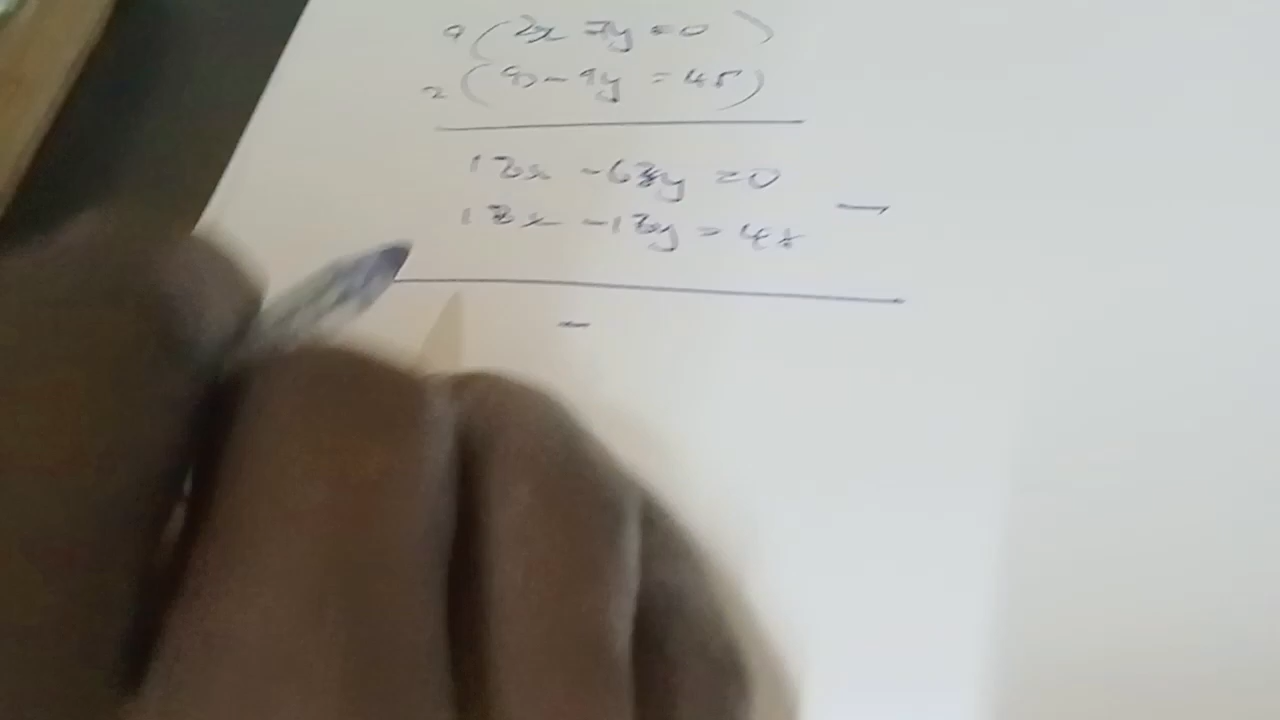 9 (2x - 7y = 0)
2 (9x - 9y = 45)
18x - 63y = 0
18x - 18y = 45
-
-